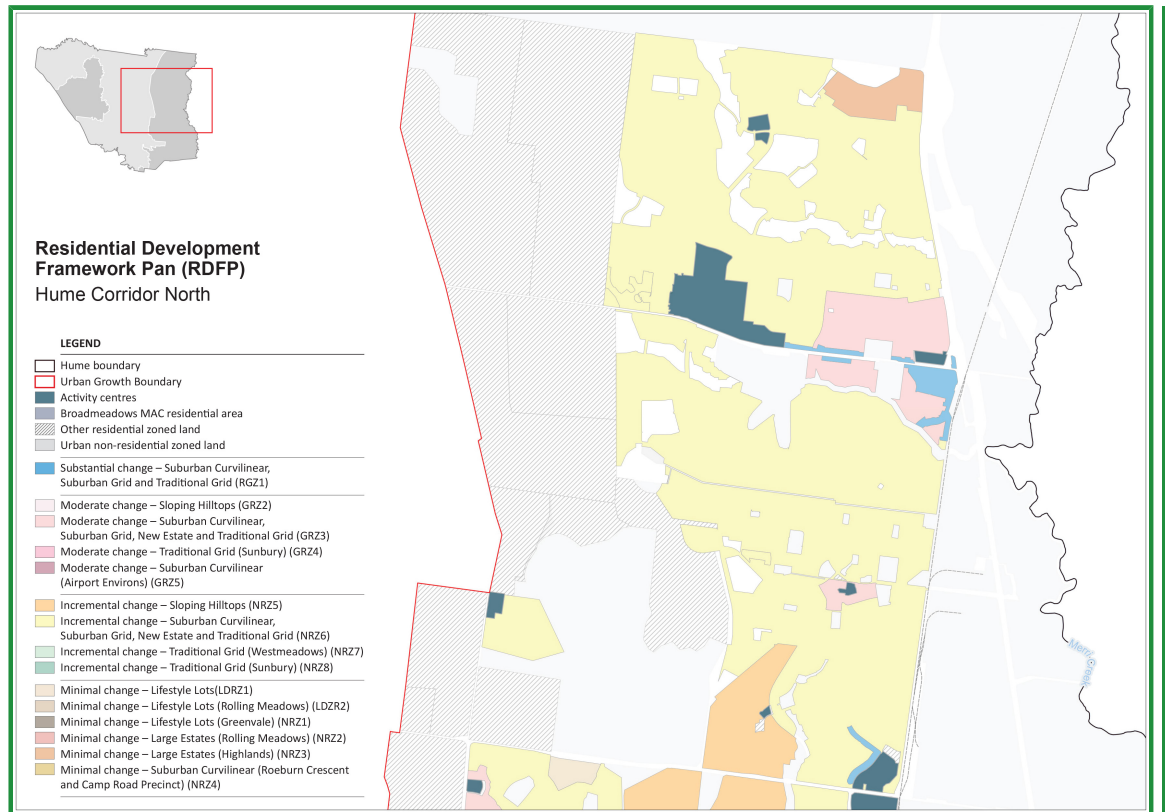 Residential Development
Framework Pan (RDFP)
Hume Corridor North
LEGEND
Hume boundary
Urban Growth Boundary
Activity centres
Broadmeadows MAC residential area
Other residential zoned land
Urban non-residential zoned land
Substantial change – Suburban Curvilinear,
Suburban Grid and Traditional Grid (RGZ1)
Moderate change – Sloping Hilltops (GRZ2)
Moderate change – Suburban Curvilinear,
Suburban Grid, New Estate and Traditional Grid (GRZ3)
Moderate change – Traditional Grid (Sunbury) (GRZ4)
Moderate change – Suburban Curvilinear
(Airport Environs) (GRZ5)
Incremental change – Sloping Hilltops (NRZ5)
Incremental change – Suburban Curvilinear,
Suburban Grid, New Estate and Traditional Grid (NRZ6)
Incremental change – Traditional Grid (Westmeadows) (NRZ7)
Incremental change – Traditional Grid (Sunbury) (NRZ8)
Minimal change – Lifestyle Lots(LDRZ1)
Minimal change – Lifestyle Lots (Rolling Meadows) (LDZR2)
Minimal change – Lifestyle Lots (Greenvale) (NRZ1)
Minimal change – Large Estates (Rolling Meadows) (NRZ2)
Minimal change – Large Estates (Highlands) (NRZ3)
Minimal change – Suburban Curvilinear (Roeburn Crescent
and Camp Road Precinct) (NRZ4)
Merri Creek